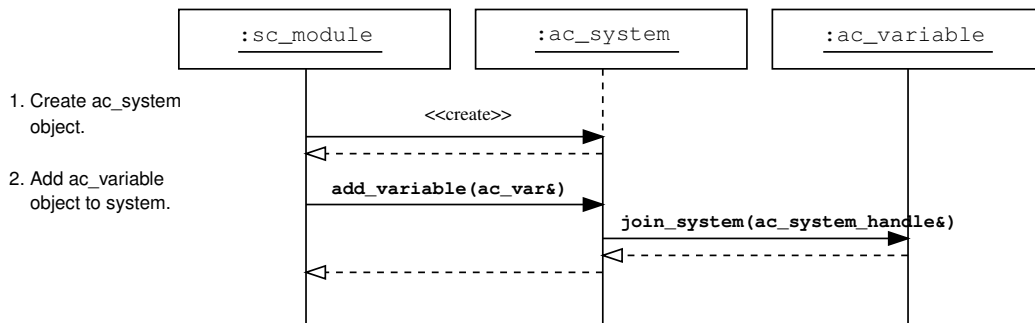 :sc_module
:ac_system
:ac_variable
1. Create ac_system
object.
<<create>>
2. Add ac_variable
object to system.
add_variable(ac_var&)
join_system(ac_system_handle&)